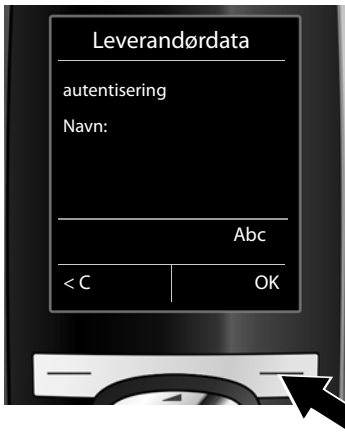 Leverandørdata
autentisering
Navn:
Abc
< C
OK